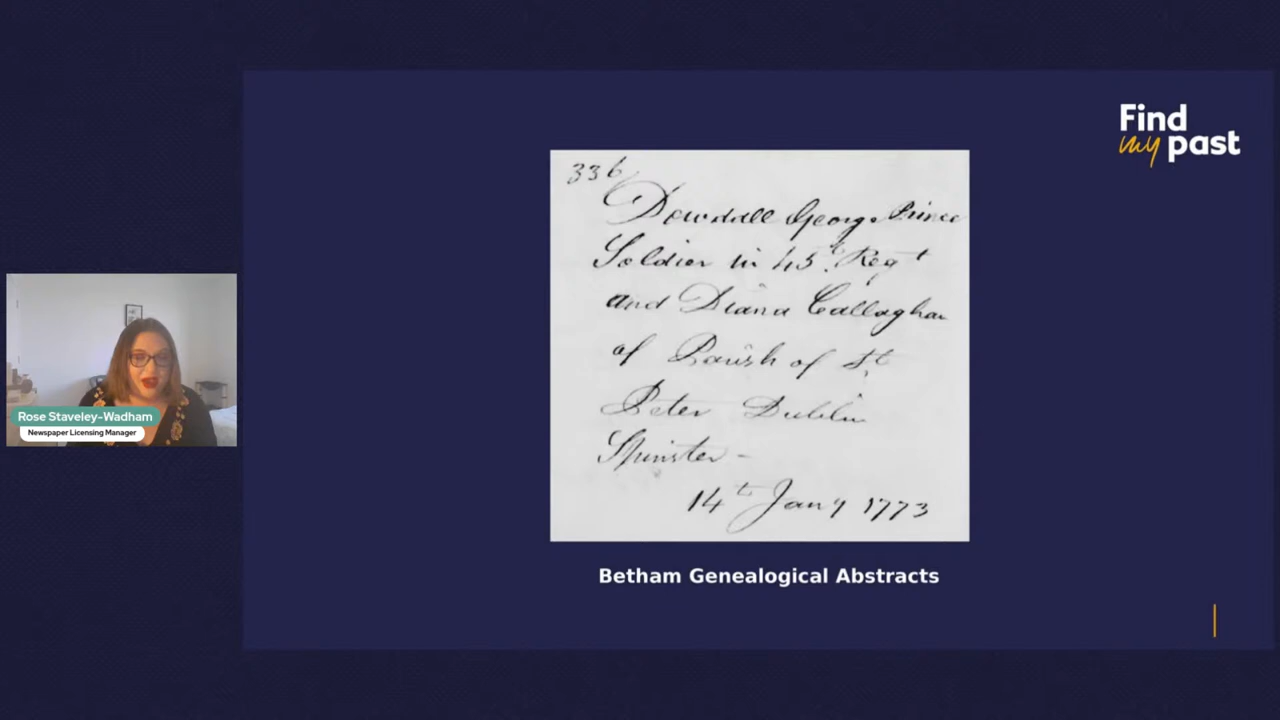 Find
my past
336
Dowdall George Prince
Soldier in 45.t Regt
and Diana Callaghan
of Parish of St
Peter Dublin
Spinster -
14th Jany 1773
Betham Genealogical Abstracts
Rose Staveley-Wadham
Newspaper Licensing Manager